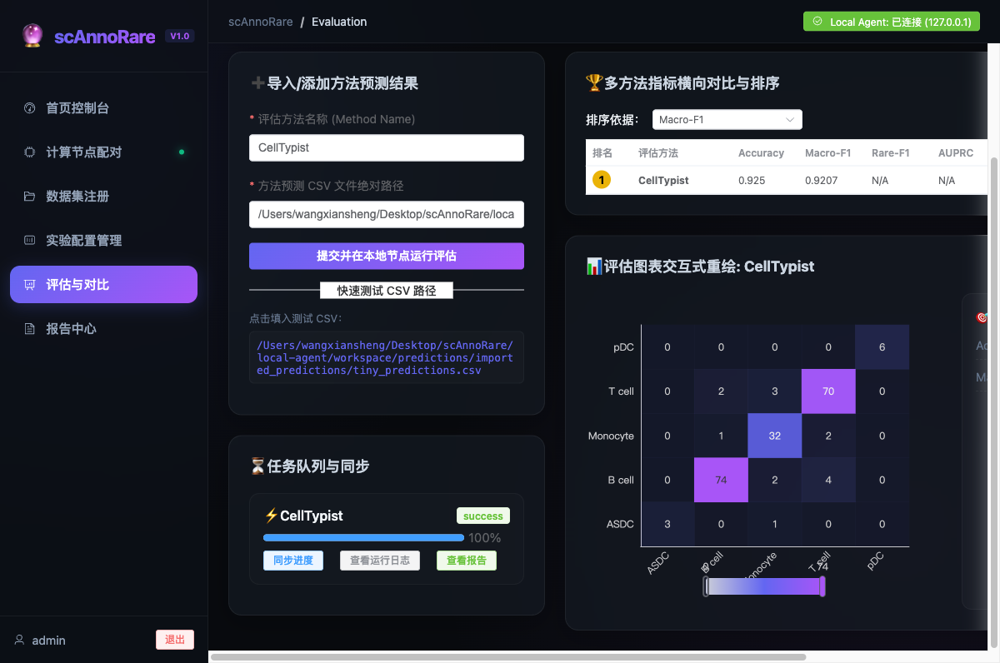 scAnnoRare V1.0
首页控制台
计算节点配对
数据集注册
实验配置管理
评估与对比
报告中心
admin 退出
scAnnoRare / Evaluation
Local Agent: 已连接 (127.0.0.1)
导入/添加方法预测结果
* 评估方法名称 (Method Name)
CellTypist
* 方法预测 CSV 文件绝对路径
/Users/wangxiansheng/Desktop/scAnnoRare/loca
提交并在本地节点运行评估
快速测试 CSV 路径
点击填入测试 CSV:
/Users/wangxiansheng/Desktop/scAnnoRare/
local-agent/workspace/predictions/import
ed_predictions/tiny_predictions.csv
任务队列与同步
CellTypist success
100%
同步进度 查看运行日志 查看报告
多方法指标横向对比与排序
排序依据: Macro-F1
排名 评估方法 Accuracy Macro-F1 Rare-F1 AUPRC
1 CellTypist 0.925 0.9207 N/A N/A
评估图表交互式重绘: CellTypist
pDC 0 0 0 0 6
T cell 0 2 3 70 0
Monocyte 0 1 32 2 0
B cell 0 74 2 4 0
ASDC 3 0 1 0 0
ASDC B cell onocyte T cell pDC
74
Ac
Ma